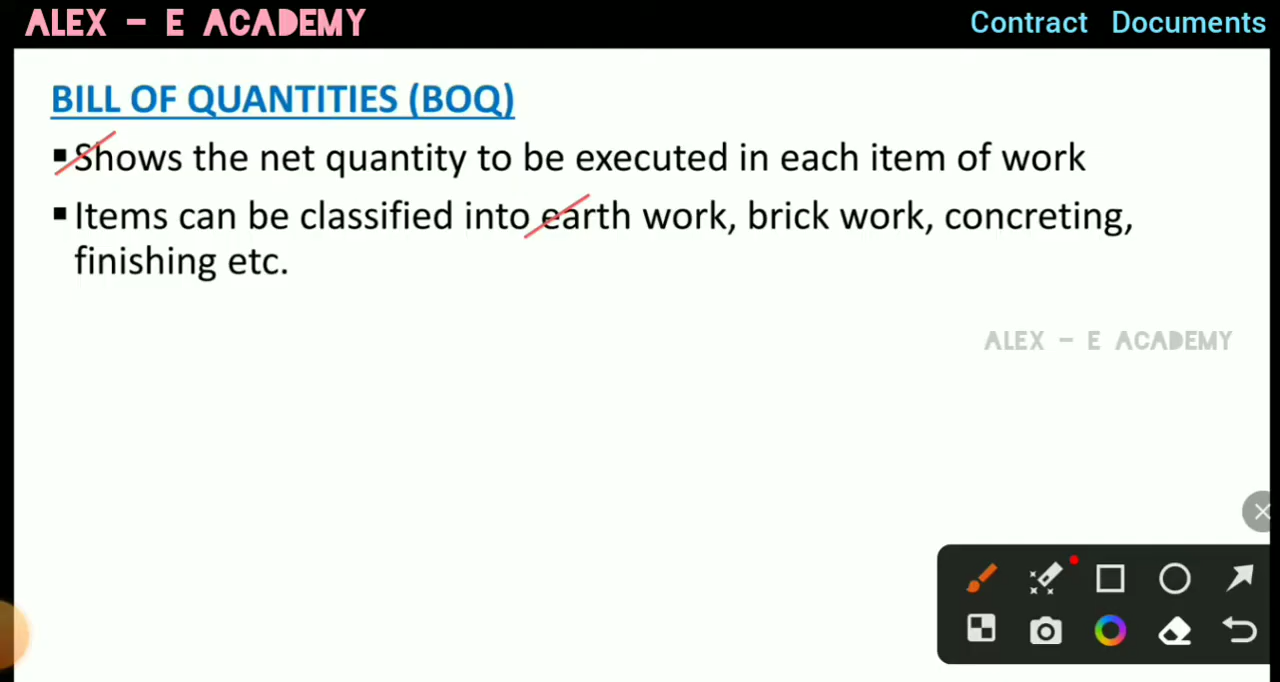 ALEX - E ACADEMY
Contract Documents
BILL OF QUANTITIES (BOQ)
▪ Shows the net quantity to be executed in each item of work
▪ Items can be classified into earth work, brick work, concreting,
finishing etc.
ALEX - E ACADEMY